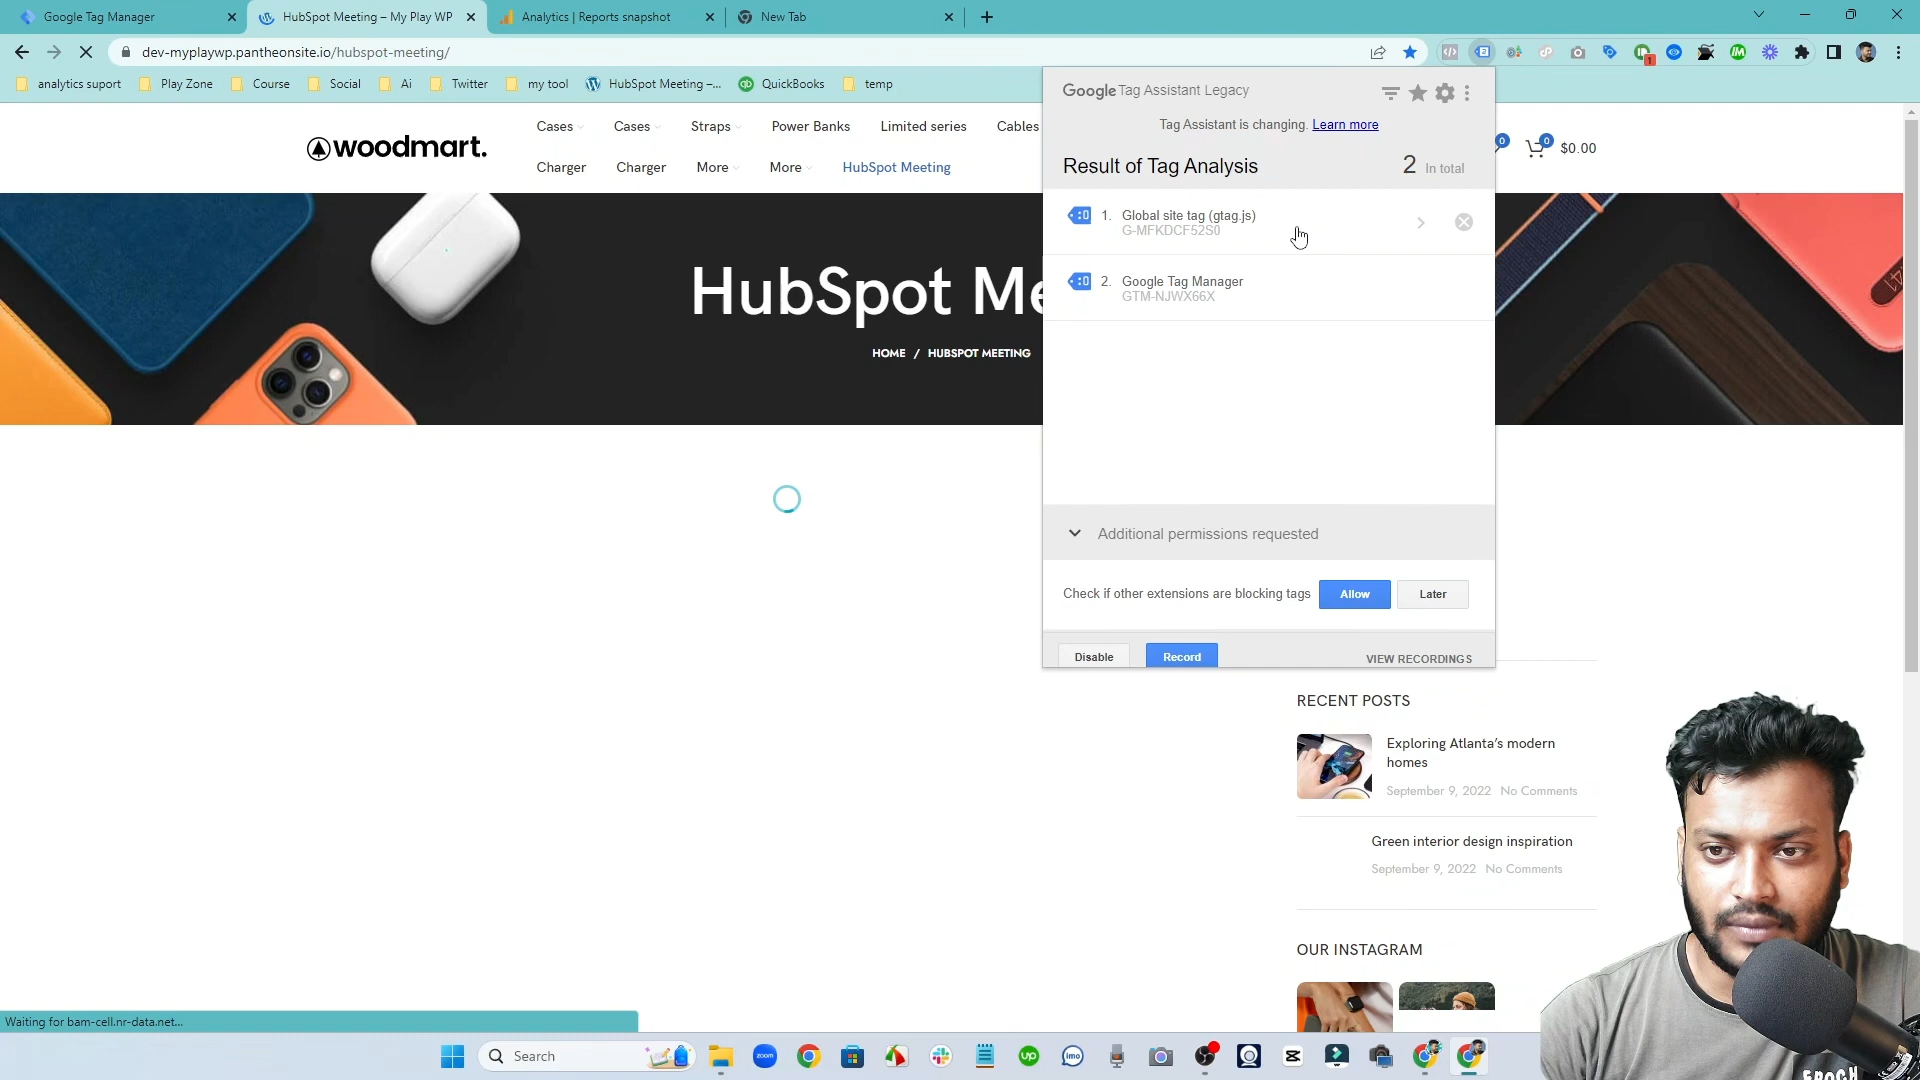 Google Tag Manager
HubSpot Meeting – My Play WP
Analytics | Reports snapshot
New Tab
dev-myplaywp.pantheonsite.io/hubspot-meeting/
analytics suport
Play Zone
Course
Social
Ai
Twitter
my tool
HubSpot Meeting –...
QuickBooks
temp
woodmart.
Cases
Cases
Straps
Power Banks
Limited series
Cables
Charger
Charger
More
More
HubSpot Meeting
0
0
$0.00
HubSpot Me
HOME / HUBSPOT MEETING
Google Tag Assistant Legacy
Tag Assistant is changing. Learn more
Result of Tag Analysis
2 In total
1. Global site tag (gtag.js)
G-MFKDCF52S0
2. Google Tag Manager
GTM-NJWX66X
Additional permissions requested
Check if other extensions are blocking tags
Allow
Later
Disable
Record
VIEW RECORDINGS
RECENT POSTS
Exploring Atlanta's modern
homes
September 9, 2022 No Comments
Green interior design inspiration
September 9, 2022 No Comments
OUR INSTAGRAM
Waiting for bam-cell.nr-data.net...
Search
zoom
up
imo
EPOCH